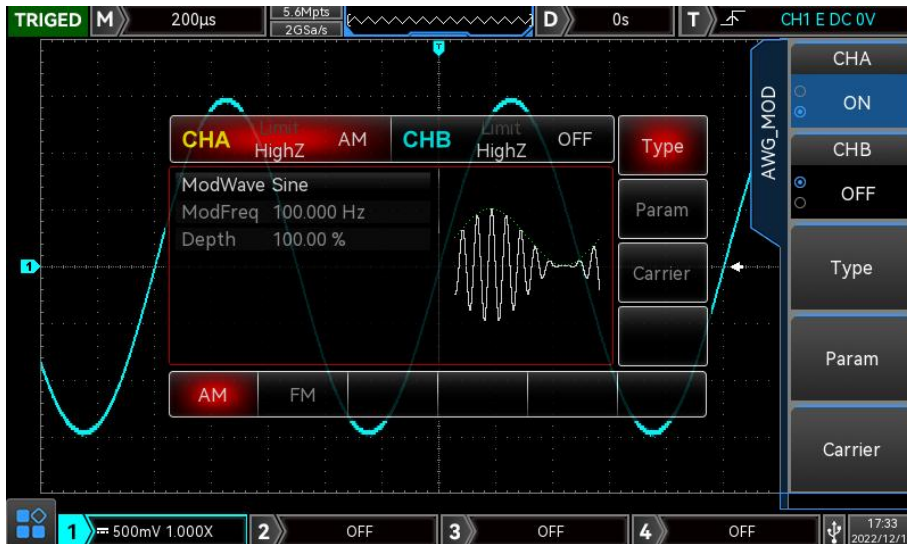 TRIGED M 200μs 5.6Mpts D 0s T CH1 E DC 0V
2GSa/s
T
CHA
ON
AWG_MOD
CHB
OFF
Type
Param
Carrier
CHA Limit HighZ AM CHB Limit HighZ OFF Type
ModWave Sine
ModFreq 100.000 Hz Param
Depth 100.00 %
Carrier
1
AM FM
1 500mV 1.000X 2 OFF 3 OFF 4 OFF 17:33
2022/12/1